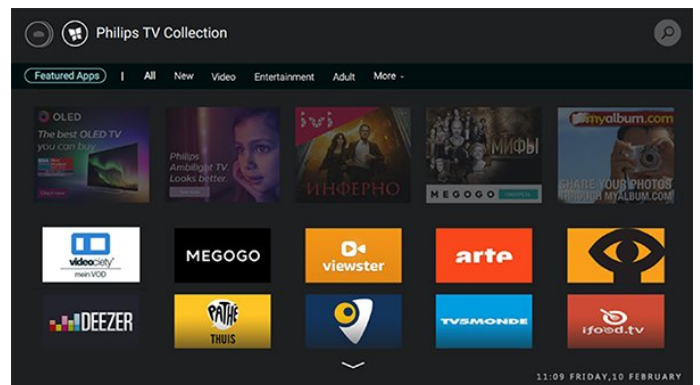 Philips TV Collection
Featured Apps | All New Video Entertainment Adult More
OLED
The best OLED TV
you can buy
Philips
Ambilight TV.
Looks better.
ivi
ИНФЕРНО
МИФЫ
MEGOGO СМОТРЕТЬ
myalbum.com
SHARE YOUR PHOTOS
THROUGH MYALBUM.COM
videociety
mein VOD
MEGOGO
viewster
arte
DEEZER
PATHÉ
THUIS
TV5MONDE
ifood.tv
11:09 FRIDAY,10 FEBRUARY